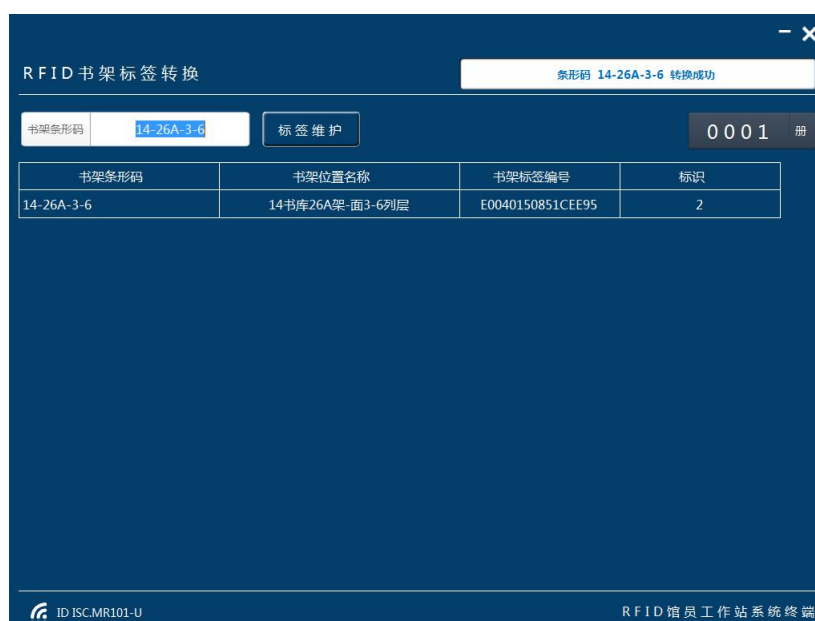 RFID书架标签转换
条形码 14-26A-3-6 转换成功
书架条形码 14-26A-3-6 标签维护 0001 册
书架条形码 书架位置名称 书架标签编号 标识
14-26A-3-6 14书库26A架-面3-6列层 E0040150851CEE95 2
ID ISC.MR101-U RFID馆员工作站系统终端